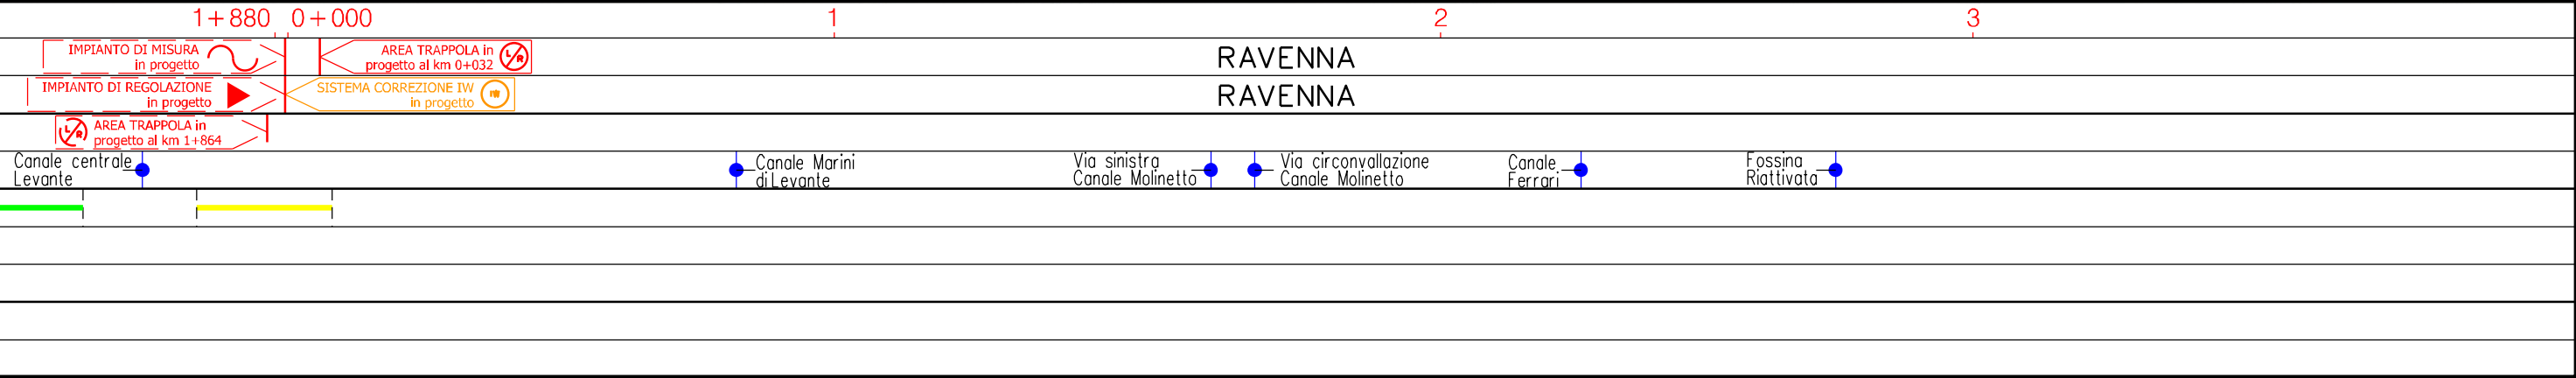 1+880 0+000 1 2 3
IMPIANTO DI MISURA
in progetto
AREA TRAPPOLA in
progetto al km 0+032
L/R
RAVENNA
IMPIANTO DI REGOLAZIONE
in progetto
SISTEMA CORREZIONE IW
in progetto
RAVENNA
L/R
AREA TRAPPOLA in
progetto al km 1+864
Canale centrale
Levante
Canale Marini
di Levante
Via sinistra
Canale Molinetto
Via circonvallazione
Canale Molinetto
Canale
Ferrari
Fossina
Riattivata